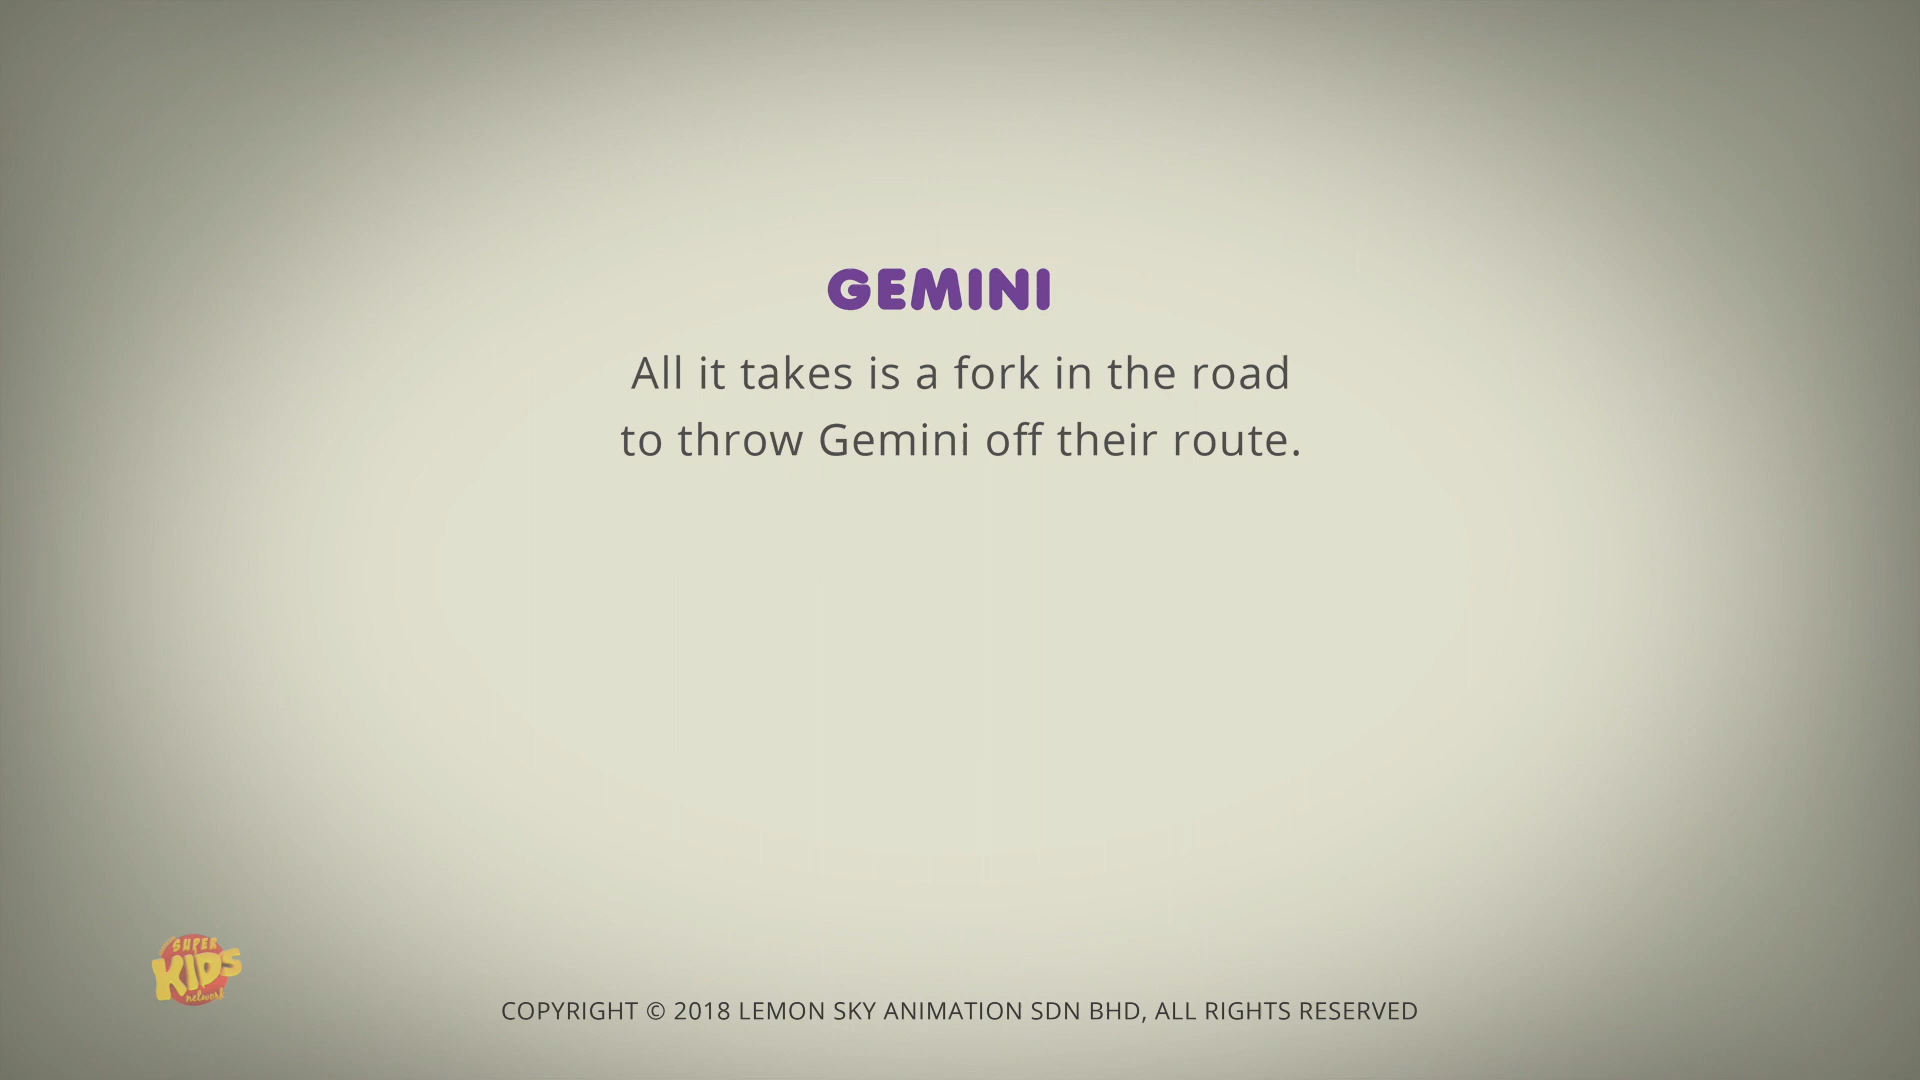 GEMINI
All it takes is a fork in the road
to throw Gemini off their route.
SUPER
KIDS
network
COPYRIGHT © 2018 LEMON SKY ANIMATION SDN BHD, ALL RIGHTS RESERVED